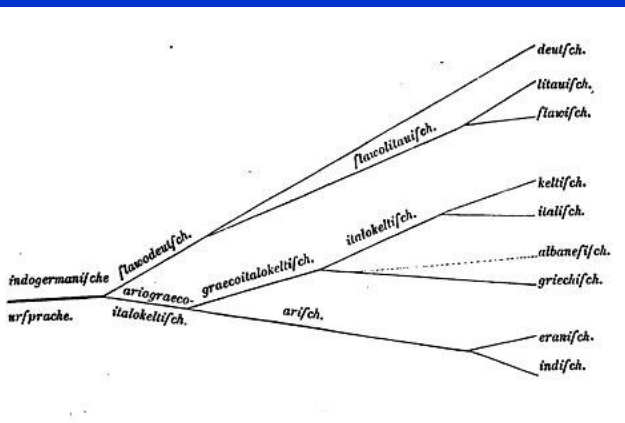 deutſch.
litauiſch.
ſlawiſch.
ſlawolitauiſch.
keltiſch.
italiſch.
italokeltiſch.
ſlawodeutſch.
albaneſiſch.
graecoitalokeltiſch.
griechiſch.
indogermaniſche
urſprache.
ariograeco-
italokeltiſch.
ariſch.
eraniſch.
indiſch.